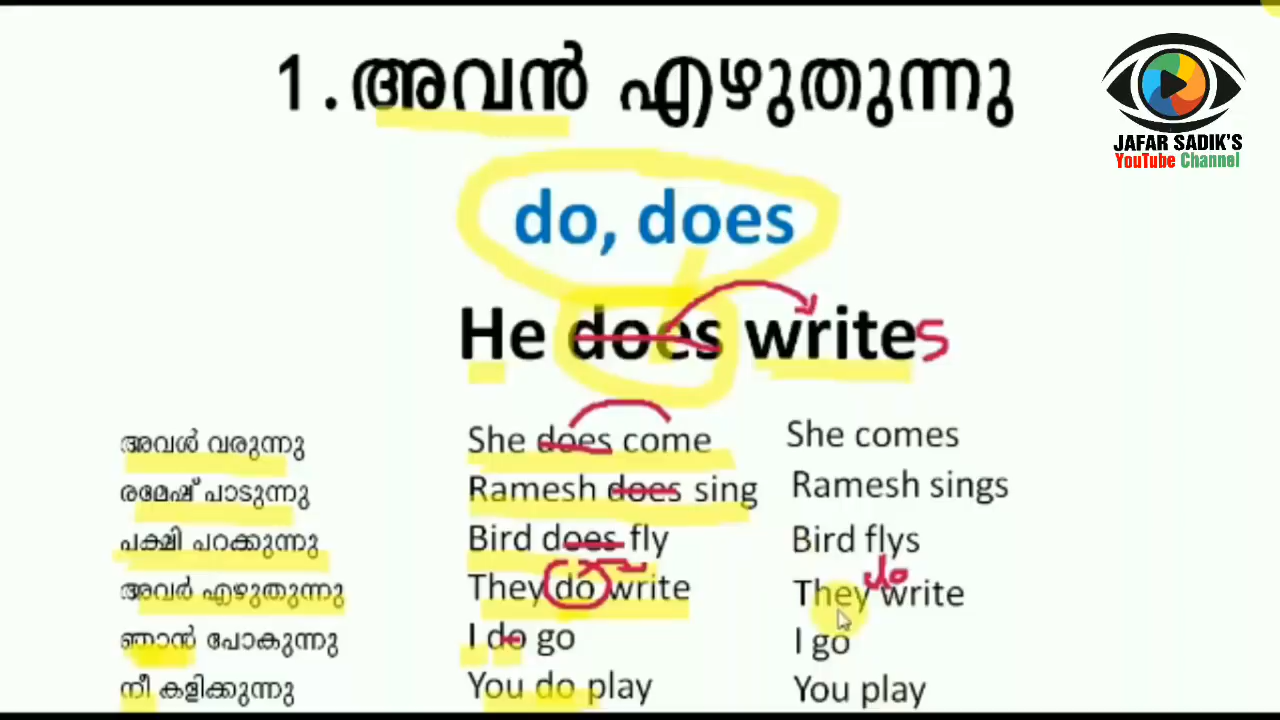 1. അവൻ എഴുതുന്നു
JAFAR SADIK'S
YouTube Channel
do, does
He does writes
അവൾ വരുന്നു She does come She comes
രമേഷ് പാടുന്നു Ramesh does sing Ramesh sings
പക്ഷി പറക്കുന്നു Bird does fly Bird flys
അവർ എഴുതുന്നു They do write They do write
ഞാൻ പോകുന്നു I do go I go
നീ കളിക്കുന്നു You do play You play